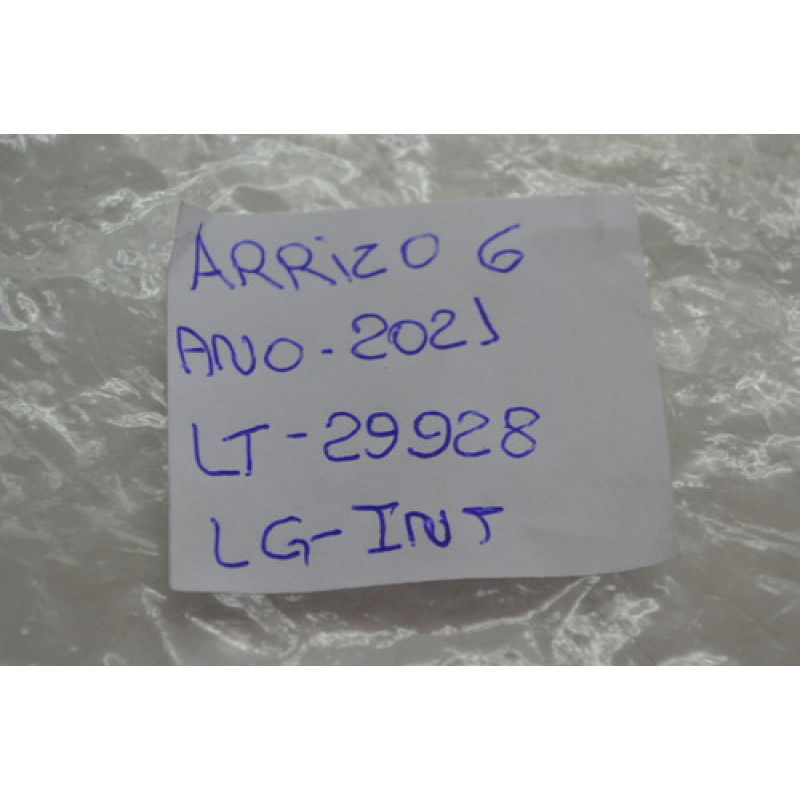 ARRIZO 6
ANO-2021
LT-29928
LG-INT